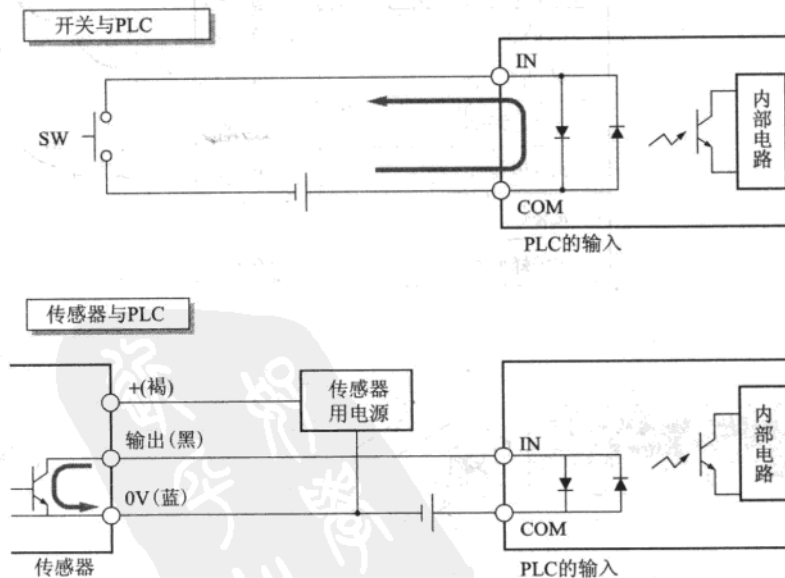 开关与PLC
IN
SW
COM
内部电路
PLC的输入
传感器与PLC
+(褐)
传感器
用电源
输出(黑)
IN
0V(蓝)
COM
内部电路
传感器
PLC的输入